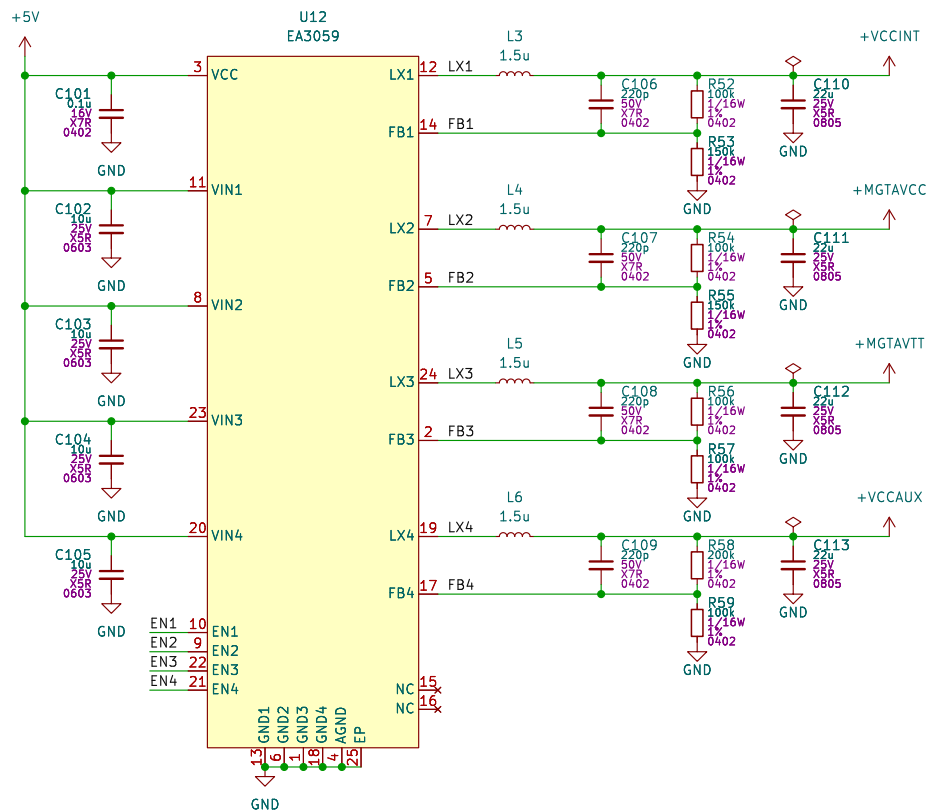 +5V
U12
EA3059
3 VCC
C101
0.1u
16V
X7R
0402
GND
11 VIN1
C102
10u
25V
X5R
0603
GND
8 VIN2
C103
10u
25V
X5R
0603
GND
23 VIN3
C104
10u
25V
X5R
0603
GND
20 VIN4
C105
10u
25V
X5R
0603
GND
EN1 10 EN1
EN2 9 EN2
EN3 22 EN3
EN4 21 EN4
LX1 12 LX1
L3
1.5u
+VCCINT
C106
220p
50V
X7R
0402
R52
100k
1/16W
1%
0402
C110
22u
25V
X5R
0805
GND
FB1 14 FB1
R53
150k
1/16W
1%
0402
GND
LX2 7 LX2
L4
1.5u
+MGTAVCC
C107
220p
50V
X7R
0402
R54
100k
1/16W
1%
0402
C111
22u
25V
X5R
0805
GND
FB2 5 FB2
R55
150k
1/16W
1%
0402
GND
LX3 24 LX3
L5
1.5u
+MGTAVTT
C108
220p
50V
X7R
0402
R56
100k
1/16W
1%
0402
C112
22u
25V
X5R
0805
GND
FB3 2 FB3
R57
100k
1/16W
1%
0402
GND
LX4 19 LX4
L6
1.5u
+VCCAUX
C109
220p
50V
X7R
0402
R58
200k
1/16W
1%
0402
C113
22u
25V
X5R
0805
GND
FB4 17 FB4
R59
100k
1/16W
1%
0402
GND
NC 15
NC 16
GND1 13
GND2 6
GND3 1
GND4 18
AGND 4
EP 25
GND